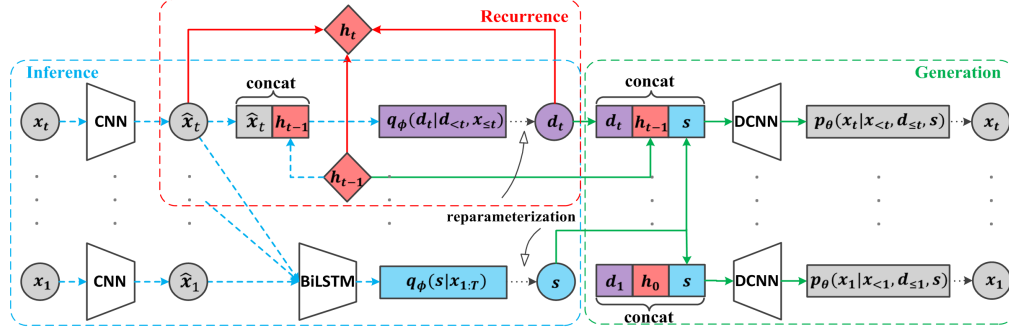 Recurrence
h_t
Inference
Generation
concat
concat
x_t
CNN
x̂_t
x̂_t h_{t−1}
q_ϕ(d_t|d_{<t}, x_{≤t})
d_t
d_t h_{t−1} s
DCNN
p_θ(x_t|x_{<t}, d_{≤t}, s)
x_t
h_{t−1}
reparameterization
x_1
CNN
x̂_1
BiLSTM
q_ϕ(s|x_{1:T})
s
d_1 h_0 s
DCNN
p_θ(x_1|x_{<1}, d_{≤1}, s)
x_1
concat